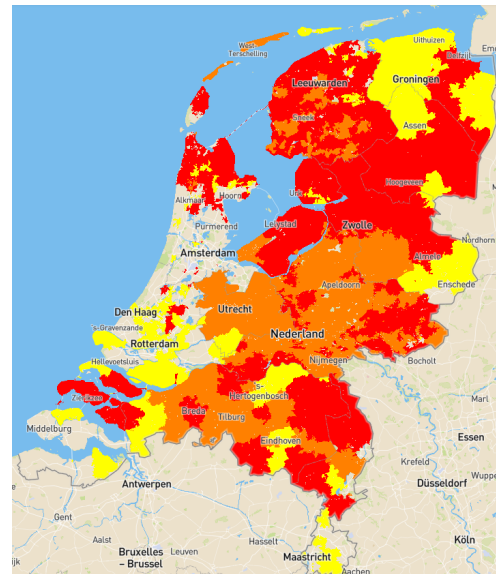 Uithuizen
West-
Terschelling
Delfzijl
Leeuwarden
Groningen
Sneek
Assen
Hoogeveen
Urk
Hoorn
Alkmaar
Purmerend
Lelystad
Zwolle
Amsterdam
Nordhorn
Almelo
Apeldoorn
Enschede
Den Haag
Utrecht
's-Gravenzande
Rotterdam
Nederland
Hellevoetsluis
Nijmegen
Bocholt
Zierikzee
's-
Hertogenbosch
Marl
Breda
Tilburg
Middelburg
Eindhoven
Essen
Krefeld
Wuppe
Antwerpen
Düsseldorf
Gent
Hasselt
Köln
Aalst
Leuven
Bruxelles
– Brussel
Maastricht
Aachen